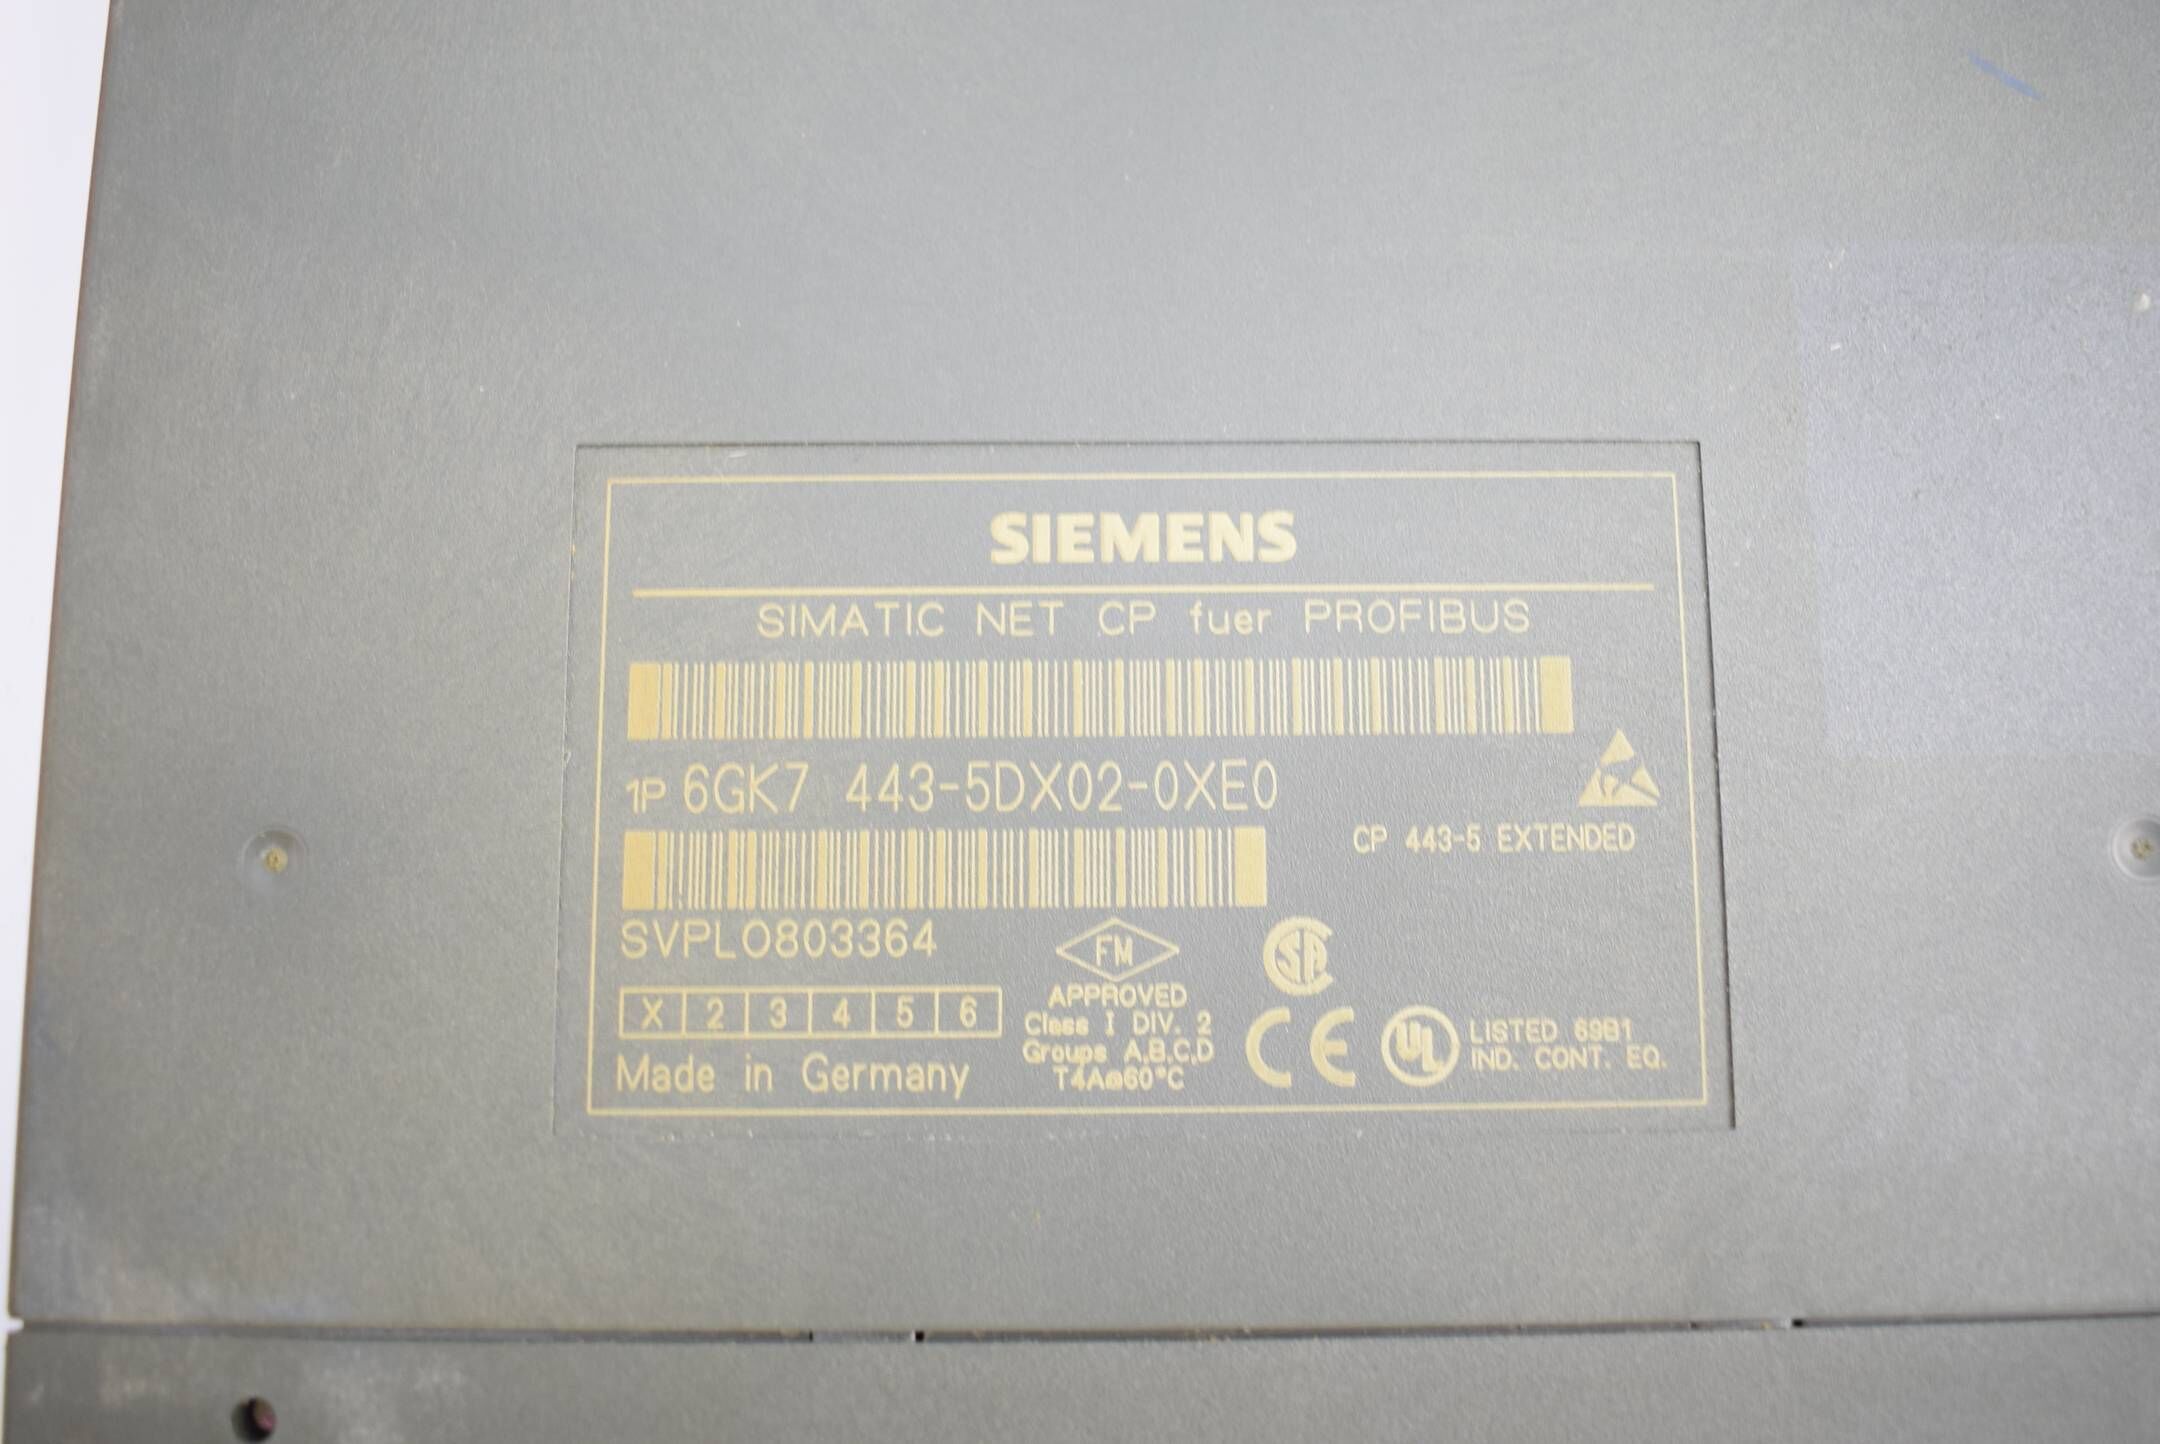 SIEMENS
SIMATIC NET CP fuer PROFIBUS
1P 6GK7 443-5DX02-0XE0
CP 443-5 EXTENDED
SVPL0803364
FM
APPROVED
Class I DIV. 2
Groups A,B,C,D
T4A@60°C
CSA
X 2 3 4 5 6
Made in Germany
CE
UL
LISTED 69B1
IND. CONT. EQ.